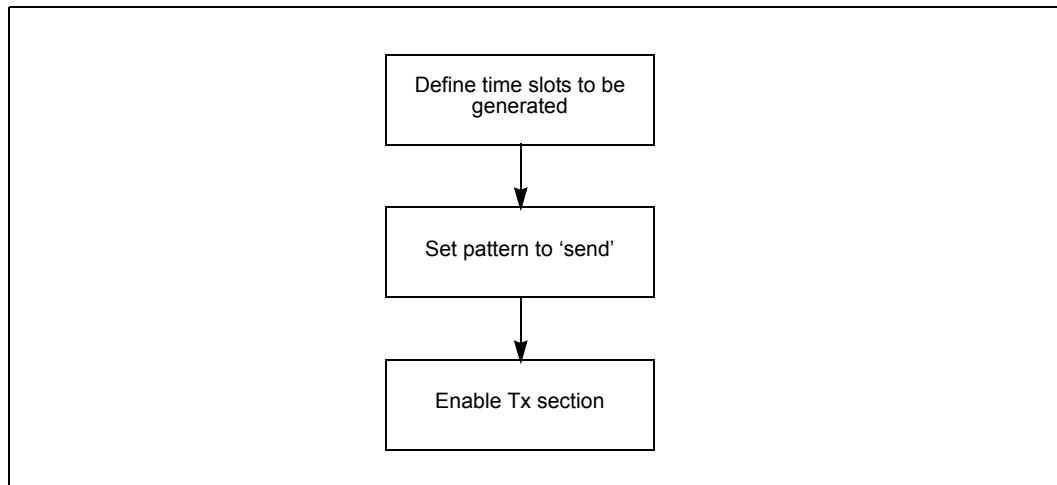 Define time slots to be
generated
Set pattern to ‘send’
Enable Tx section